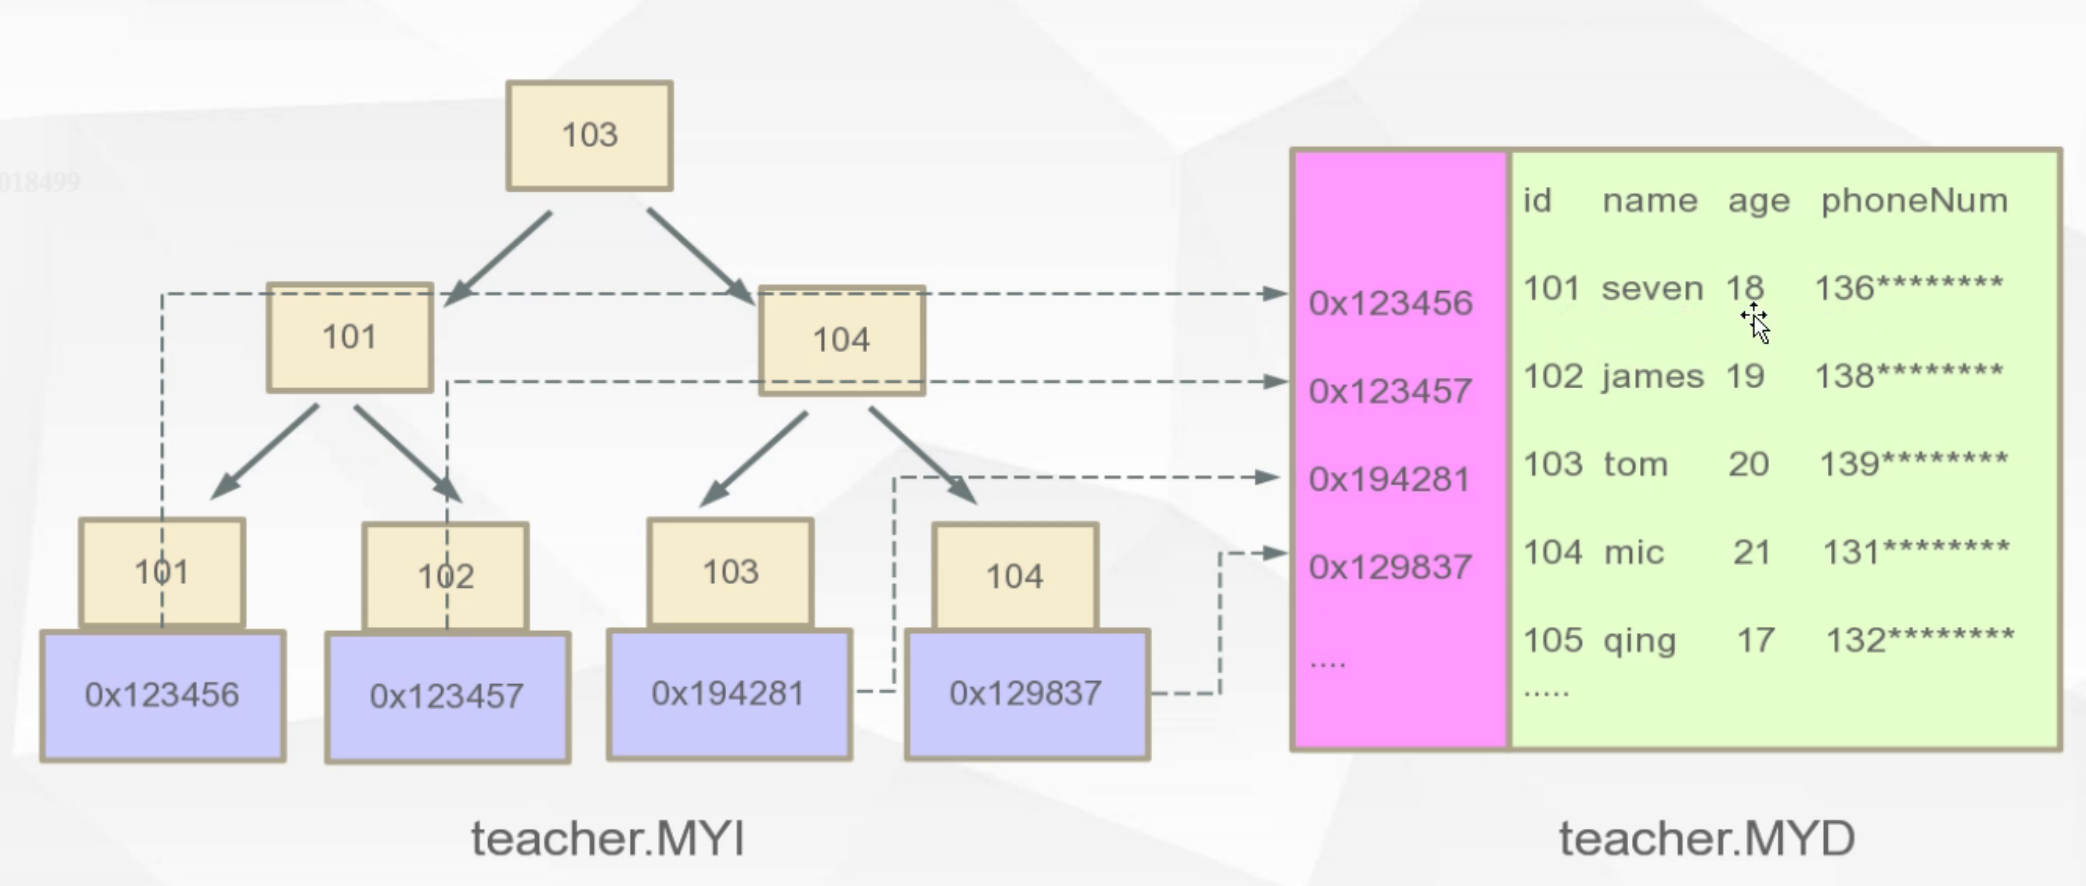 103
018499
id name age phoneNum
101 104
0x123456 101 seven 18 136********
0x123457 102 james 19 138********
0x194281 103 tom 20 139********
101 102 103 104
0x129837 104 mic 21 131********
.... 105 qing 17 132********
.....
0x123456 0x123457 0x194281 0x129837
teacher.MYI teacher.MYD